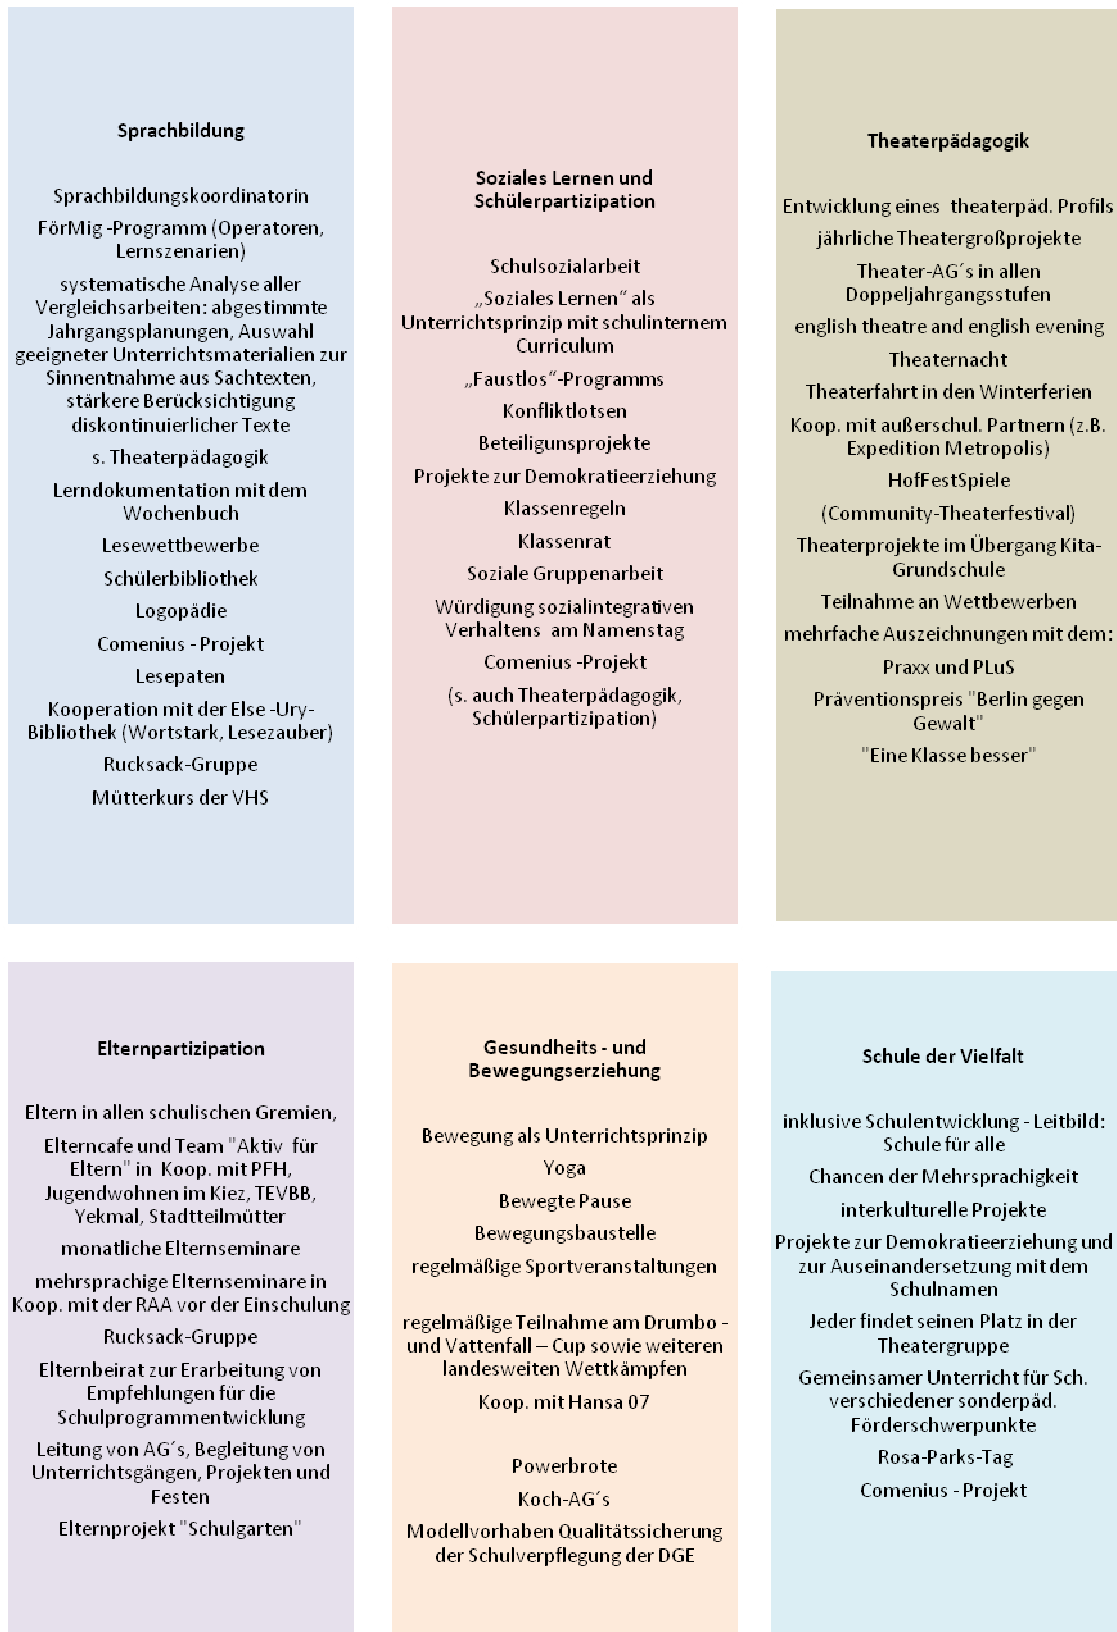 Sprachbildung
Sprachbildungskoordinatorin
FörMig -Programm (Operatoren,
Lernszenarien)
systematische Analyse aller
Vergleichsarbeiten: abgestimmte
Jahrgangsplanungen, Auswahl
geeigneter Unterrichtsmaterialien zur
Sinnentnahme aus Sachtexten,
stärkere Berücksichtigung
diskontinuierlicher Texte
s. Theaterpädagogik
Lerndokumentation mit dem
Wochenbuch
Lesewettbewerbe
Schülerbibliothek
Logopädie
Comenius - Projekt
Lesepaten
Kooperation mit der Else -Ury-
Bibliothek (Wortstark, Lesezauber)
Rucksack-Gruppe
Mütterkurs der VHS
Soziales Lernen und
Schülerpartizipation
Schulsozialarbeit
„Soziales Lernen“ als
Unterrichtsprinzip mit schulinternem
Curriculum
„Faustlos“-Programms
Konfliktlotsen
Beteiligunsprojekte
Projekte zur Demokratieerziehung
Klassenregeln
Klassenrat
Soziale Gruppenarbeit
Würdigung sozialintegrativen
Verhaltens am Namenstag
Comenius -Projekt
(s. auch Theaterpädagogik,
Schülerpartizipation)
Theaterpädagogik
Entwicklung eines theaterpäd. Profils
jährliche Theatergroßprojekte
Theater-AG´s in allen
Doppeljahrgangsstufen
english theatre and english evening
Theaternacht
Theaterfahrt in den Winterferien
Koop. mit außerschul. Partnern (z.B.
Expedition Metropolis)
HofFestSpiele
(Community-Theaterfestival)
Theaterprojekte im Übergang Kita-
Grundschule
Teilnahme an Wettbewerben
mehrfache Auszeichnungen mit dem:
Praxx und PLuS
Präventionspreis "Berlin gegen
Gewalt"
"Eine Klasse besser"
Elternpartizipation
Eltern in allen schulischen Gremien,
Elterncafe und Team "Aktiv für
Eltern" in Koop. mit PFH,
Jugendwohnen im Kiez, TEVBB,
Yekmal, Stadtteilmütter
monatliche Elternseminare
mehrsprachige Elternseminare in
Koop. mit der RAA vor der Einschulung
Rucksack-Gruppe
Elternbeirat zur Erarbeitung von
Empfehlungen für die
Schulprogrammentwicklung
Leitung von AG´s, Begleitung von
Unterrichtsgängen, Projekten und
Festen
Elternprojekt "Schulgarten"
Gesundheits - und
Bewegungserziehung
Bewegung als Unterrichtsprinzip
Yoga
Bewegte Pause
Bewegungsbaustelle
regelmäßige Sportveranstaltungen
regelmäßige Teilnahme am Drumbo -
und Vattenfall – Cup sowie weiteren
landesweiten Wettkämpfen
Koop. mit Hansa 07
Powerbrote
Koch-AG´s
Modellvorhaben Qualitätssicherung
der Schulverpflegung der DGE
Schule der Vielfalt
inklusive Schulentwicklung - Leitbild:
Schule für alle
Chancen der Mehrsprachigkeit
interkulturelle Projekte
Projekte zur Demokratieerziehung und
zur Auseinandersetzung mit dem
Schulnamen
Jeder findet seinen Platz in der
Theatergruppe
Gemeinsamer Unterricht für Sch.
verschiedener sonderpäd.
Förderschwerpunkte
Rosa-Parks-Tag
Comenius - Projekt